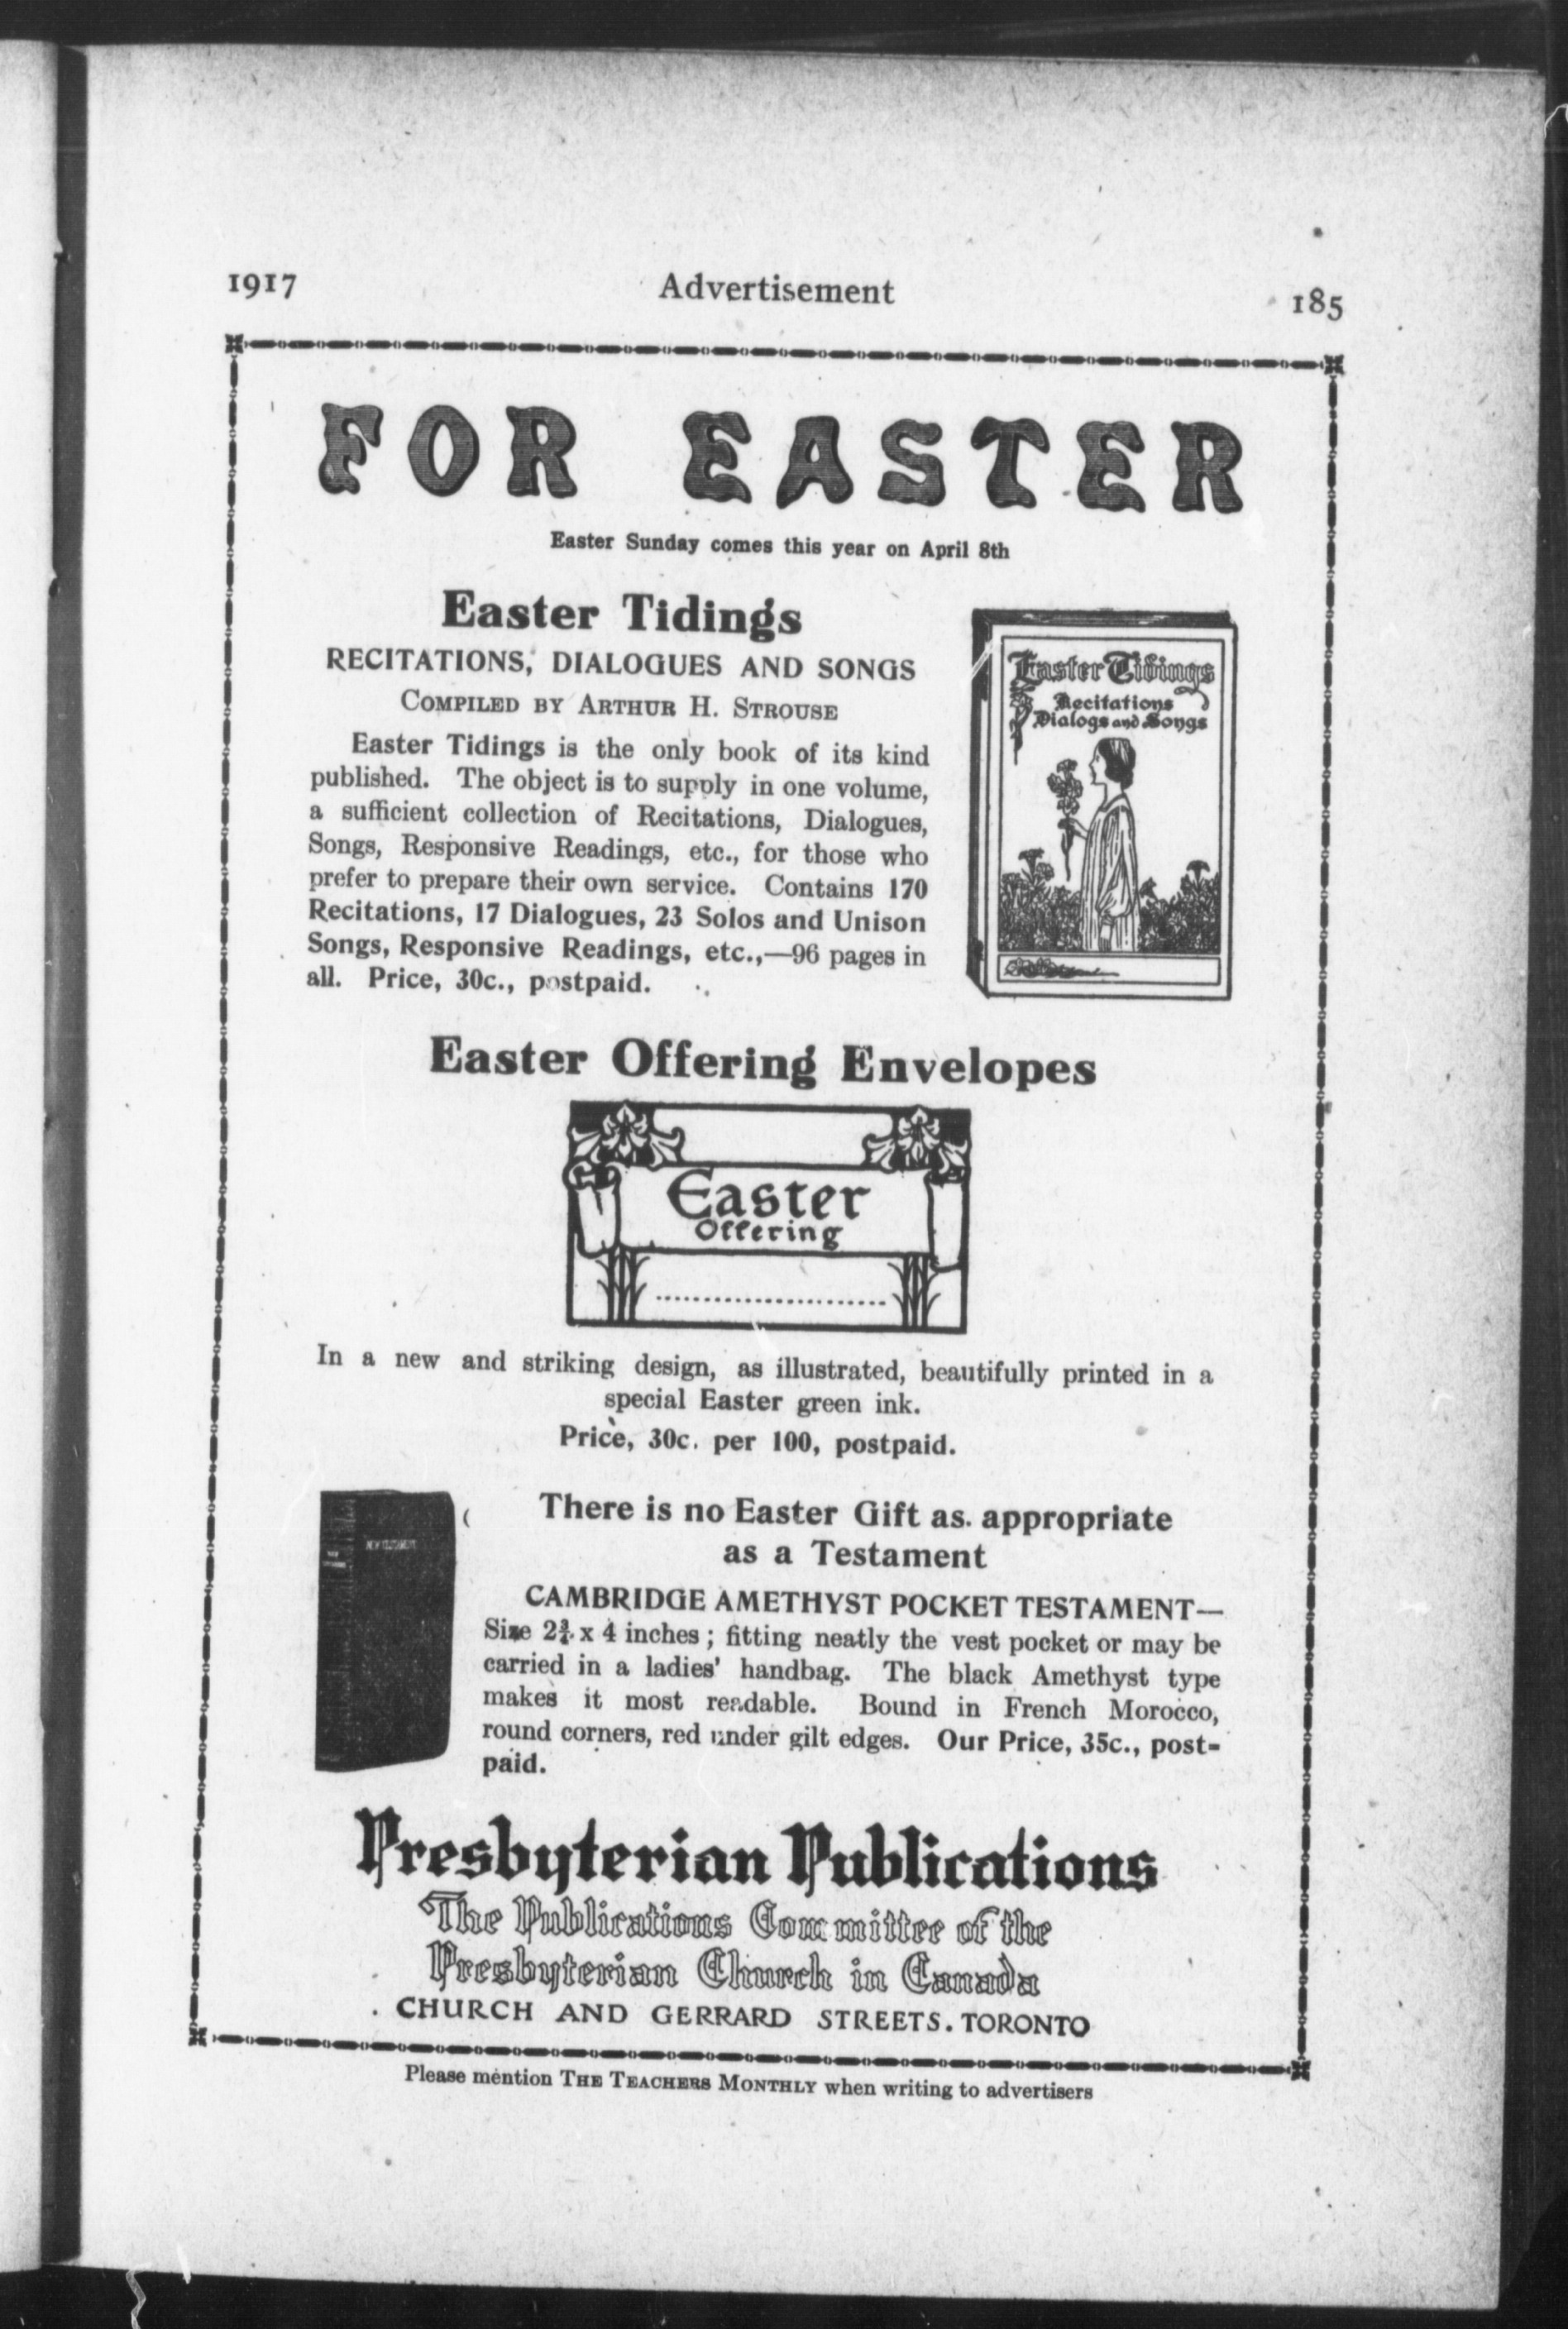 1917
Advertisement
185
FOR EASTER
Easter Sunday comes this year on April 8th
Easter Tidings
RECITATIONS, DIALOGUES AND SONGS
COMPILED BY ARTHUR H. STROUSE
Easter Tidings is the only book of its kind
published. The object is to supply in one volume,
a sufficient collection of Recitations, Dialogues,
Songs, Responsive Readings, etc., for those who
prefer to prepare their own service. Contains 170
Recitations, 17 Dialogues, 23 Solos and Unison
Songs, Responsive Readings, etc.,—96 pages in
all. Price, 30c., postpaid.
Easter Tidings
Recitations
Dialogs and Songs
Easter Offering Envelopes
Easter
Offering
In a new and striking design, as illustrated, beautifully printed in a
special Easter green ink.
Price, 30c. per 100, postpaid.
There is no Easter Gift as appropriate
as a Testament
CAMBRIDGE AMETHYST POCKET TESTAMENT—
Size 2¾ x 4 inches; fitting neatly the vest pocket or may be
carried in a ladies' handbag. The black Amethyst type
makes it most readable. Bound in French Morocco,
round corners, red under gilt edges. Our Price, 35c., post-
paid.
Presbyterian Publications
The Publications Committee of the
Presbyterian Church in Canada
CHURCH AND GERRARD STREETS. TORONTO
Please mention THE TEACHERS MONTHLY when writing to advertisers